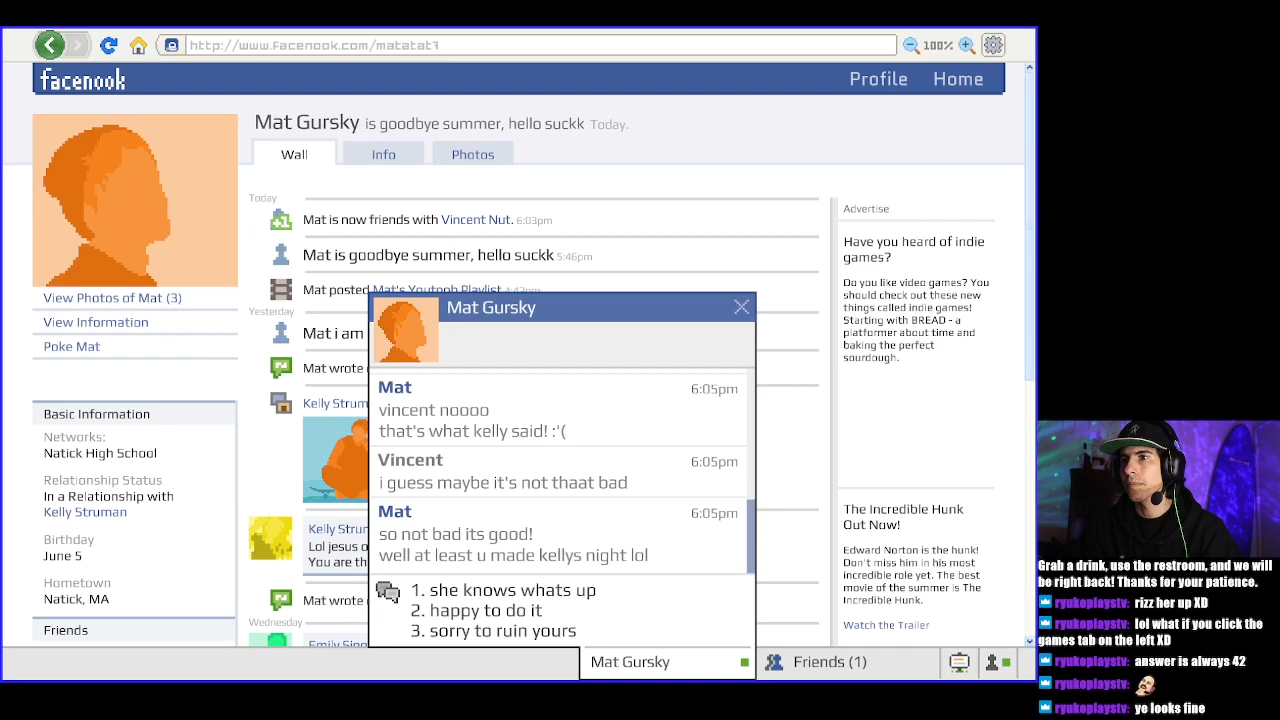 http://www.facenook.com/matatat7
100%
facenook
Profile
Home
Mat Gursky is goodbye summer, hello suckk Today.
Wall
Info
Photos
Today
Mat is now friends with Vincent Nut. 6:03pm
Mat is goodbye summer, hello suckk 5:46pm
Mat posted Mat's Youtoob Playlist 4:43pm
Yesterday
Mat i am
Mat wrote
Kelly Strum
Kelly Strum
Lol jesus
You are th
Mat wrote
Wednesday
Emily Sing
View Photos of Mat (3)
View Information
Poke Mat
Basic Information
Networks:
Natick High School
Relationship Status
In a Relationship with
Kelly Struman
Birthday
June 5
Hometown
Natick, MA
Friends
Mat Gursky
Mat 6:05pm
vincent noooo
that's what kelly said! :'(
Vincent 6:05pm
i guess maybe it's not thaat bad
Mat 6:05pm
so not bad its good!
well at least u made kellys night lol
1. she knows whats up
2. happy to do it
3. sorry to ruin yours
Mat Gursky
Friends (1)
Advertise
Have you heard of indie
games?
Do you like video games? You
should check out these new
things called indie games!
Starting with BREAD - a
platformer about time and
baking the perfect
sourdough.
The Incredible Hunk
Out Now!
Edward Norton is the hunk!
Don't miss him in his most
incredible role yet. The best
movie of the summer is The
Incredible Hunk.
Watch the Trailer
Grab a drink, use the restroom, and we will
be right back! Thanks for your patience.
ryukoplaystv: rizz her up XD
ryukoplaystv: lol what if you click the
games tab on the left XD
ryukoplaystv: answer is always 42
ryukoplaystv:
ryukoplaystv: ye looks fine